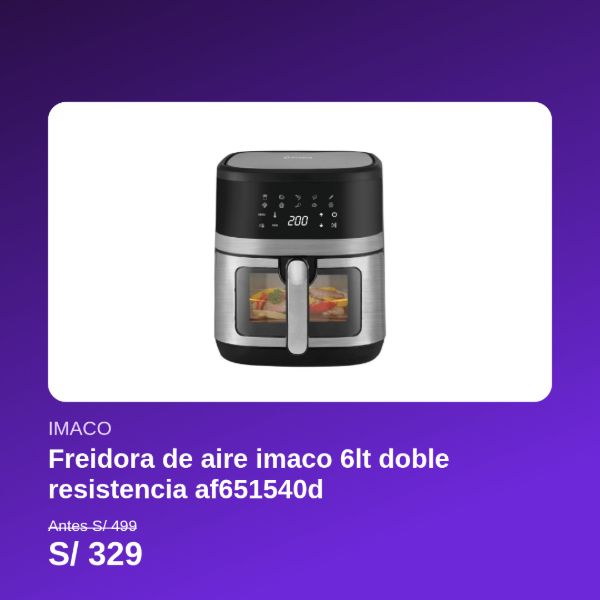 200
IMACO
Freidora de aire imaco 6lt doble
resistencia af651540d
Antes S/ 499
S/ 329